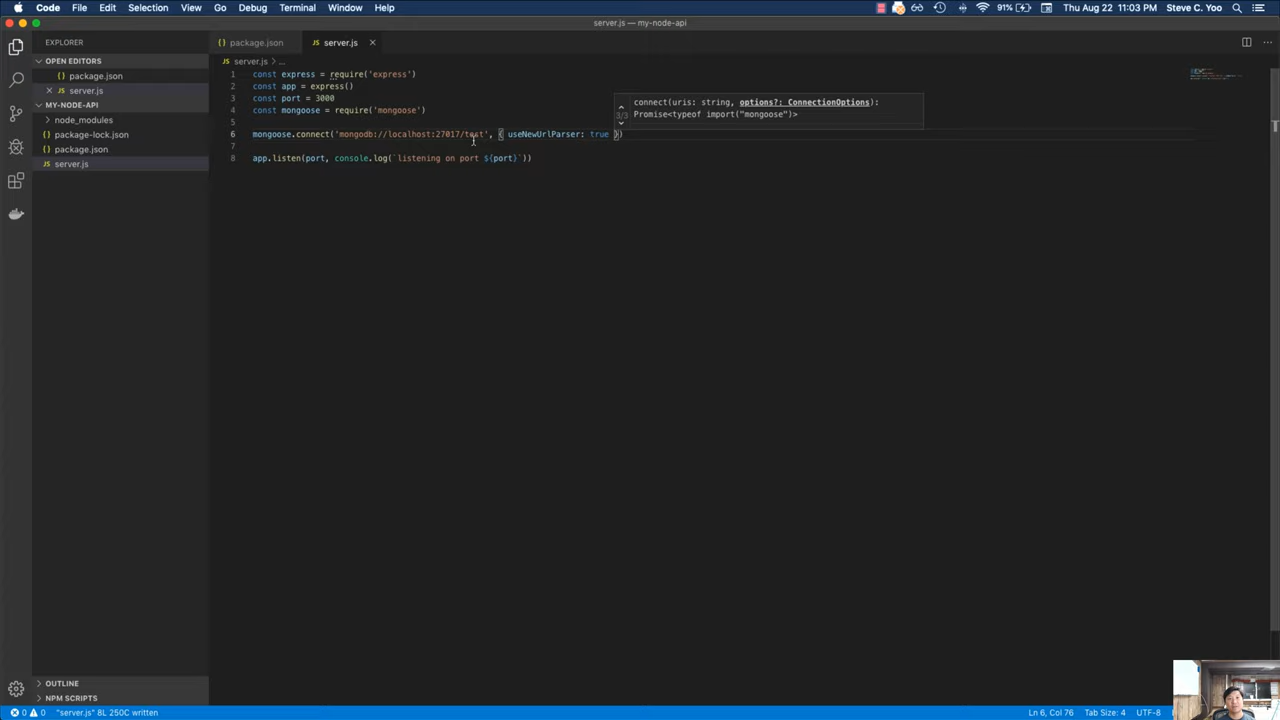 Code File Edit Selection View Go Debug Terminal Window Help 91% Thu Aug 22 11:03 PM Steve C. Yoo
server.js — my-node-api
EXPLORER
OPEN EDITORS
{} package.json
JS server.js
MY-NODE-API
node_modules
{} package-lock.json
{} package.json
JS server.js
OUTLINE
NPM SCRIPTS
{} package.json JS server.js
JS server.js > ...
1 const express = require('express')
2 const app = express()
3 const port = 3000
4 const mongoose = require('mongoose')
5
6 mongoose.connect('mongodb://localhost:27017/test', { useNewUrlParser: true })
7
8 app.listen(port, console.log(`listening on port ${port}`))
3/3 connect(uris: string, options?: ConnectionOptions):
Promise<typeof import("mongoose")>
0 0 "server.js" 8L 250C written Ln 6, Col 76 Tab Size: 4 UTF-8